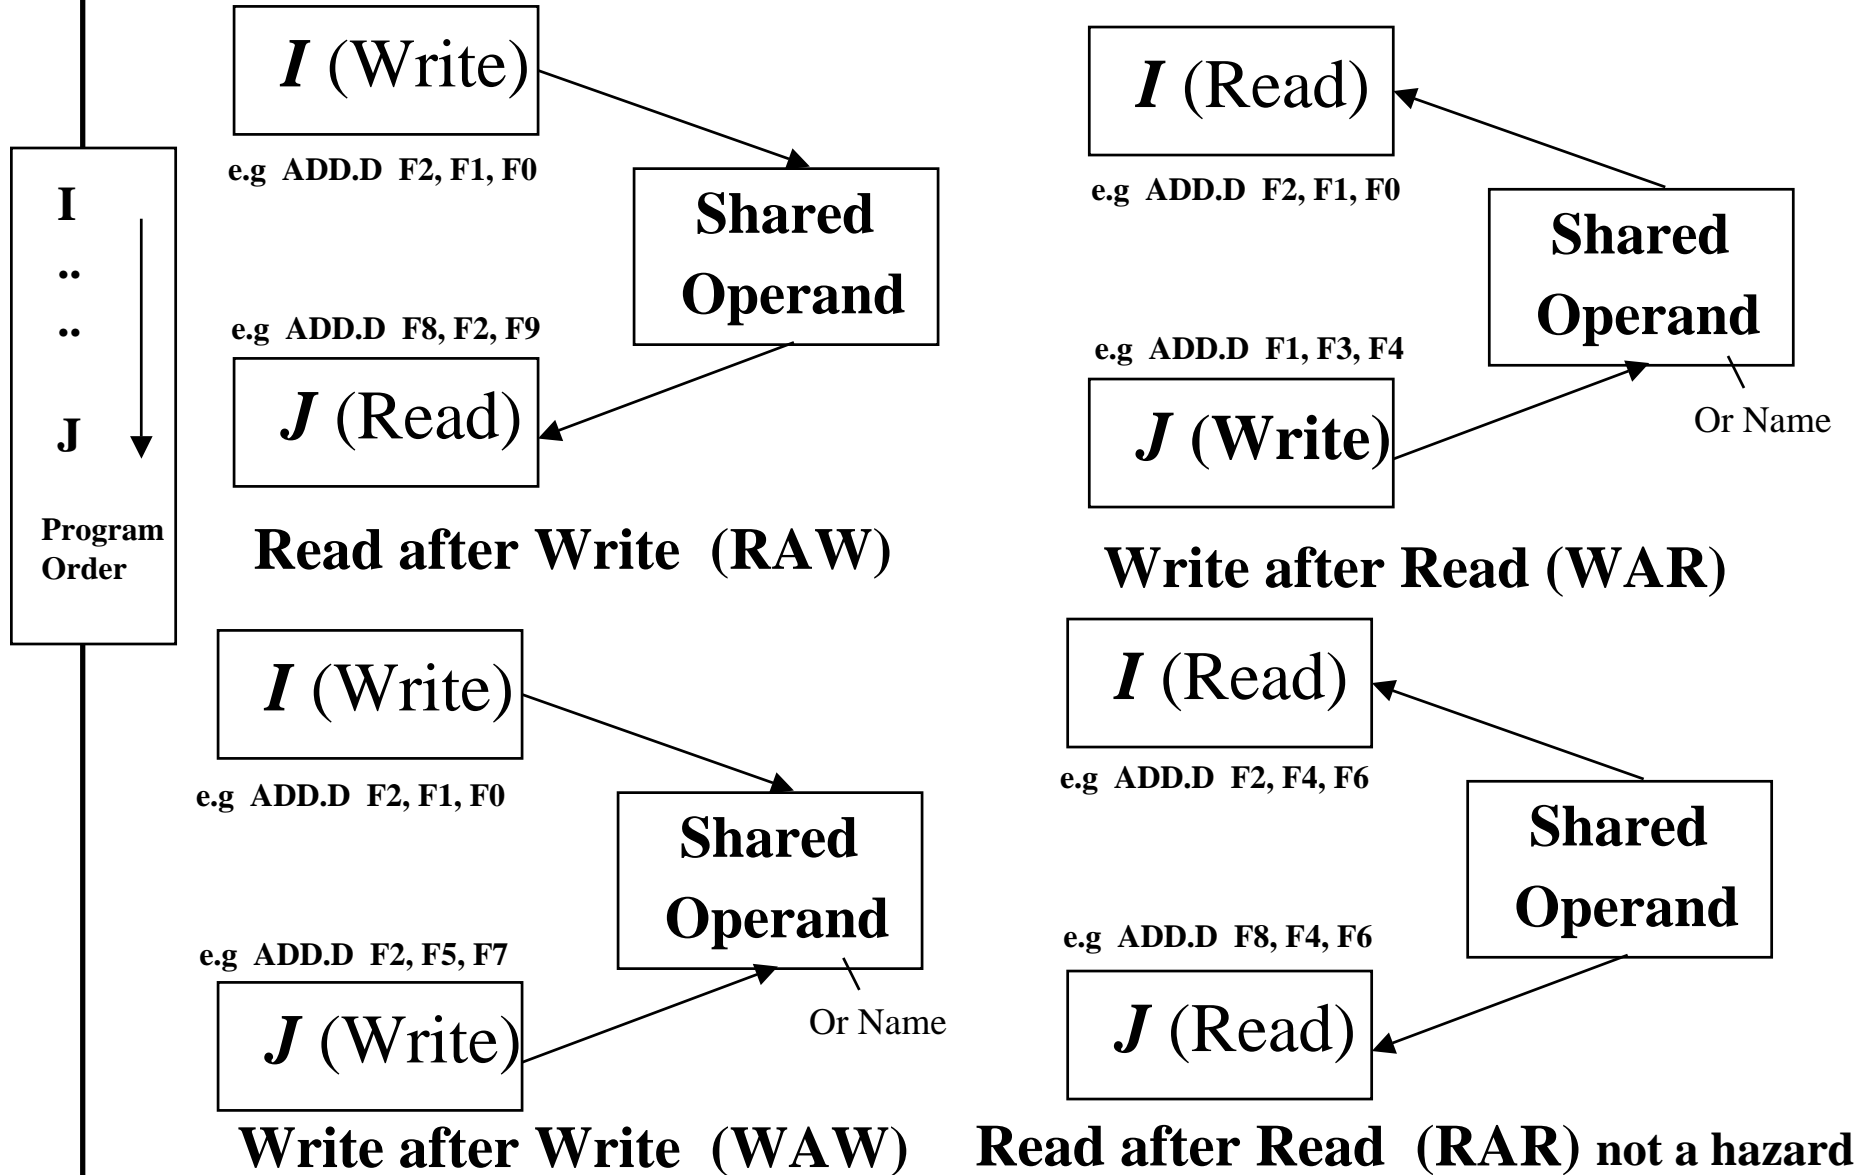 I
..
..
J
Program
Order
I (Write)
e.g ADD.D F2, F1, F0
Shared
Operand
e.g ADD.D F8, F2, F9
J (Read)
Read after Write (RAW)
I (Read)
e.g ADD.D F2, F1, F0
Shared
Operand
e.g ADD.D F1, F3, F4
J (Write)
Or Name
Write after Read (WAR)
I (Write)
e.g ADD.D F2, F1, F0
Shared
Operand
e.g ADD.D F2, F5, F7
J (Write)
Or Name
Write after Write (WAW)
I (Read)
e.g ADD.D F2, F4, F6
Shared
Operand
e.g ADD.D F8, F4, F6
J (Read)
Read after Read (RAR) not a hazard